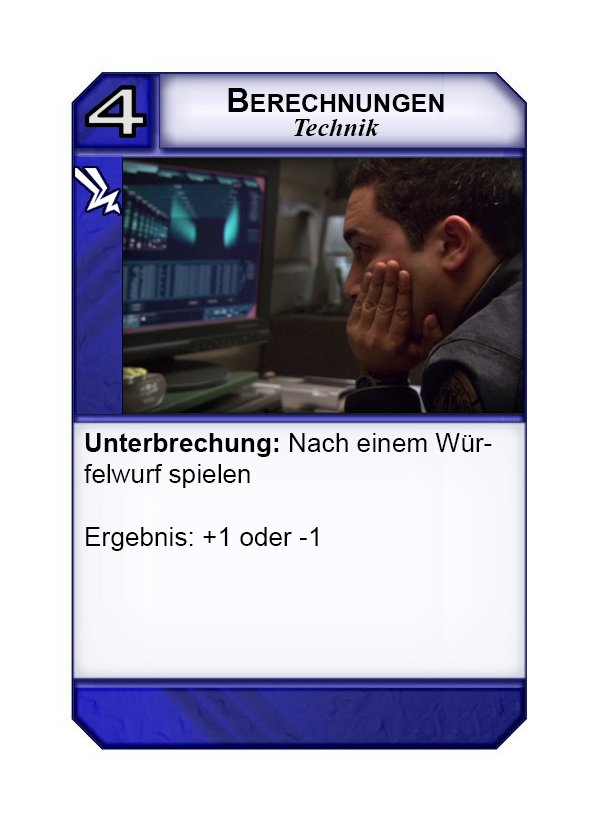 4
BERECHNUNGEN
Technik
Unterbrechung: Nach einem Wür-
felwurf spielen
Ergebnis: +1 oder -1